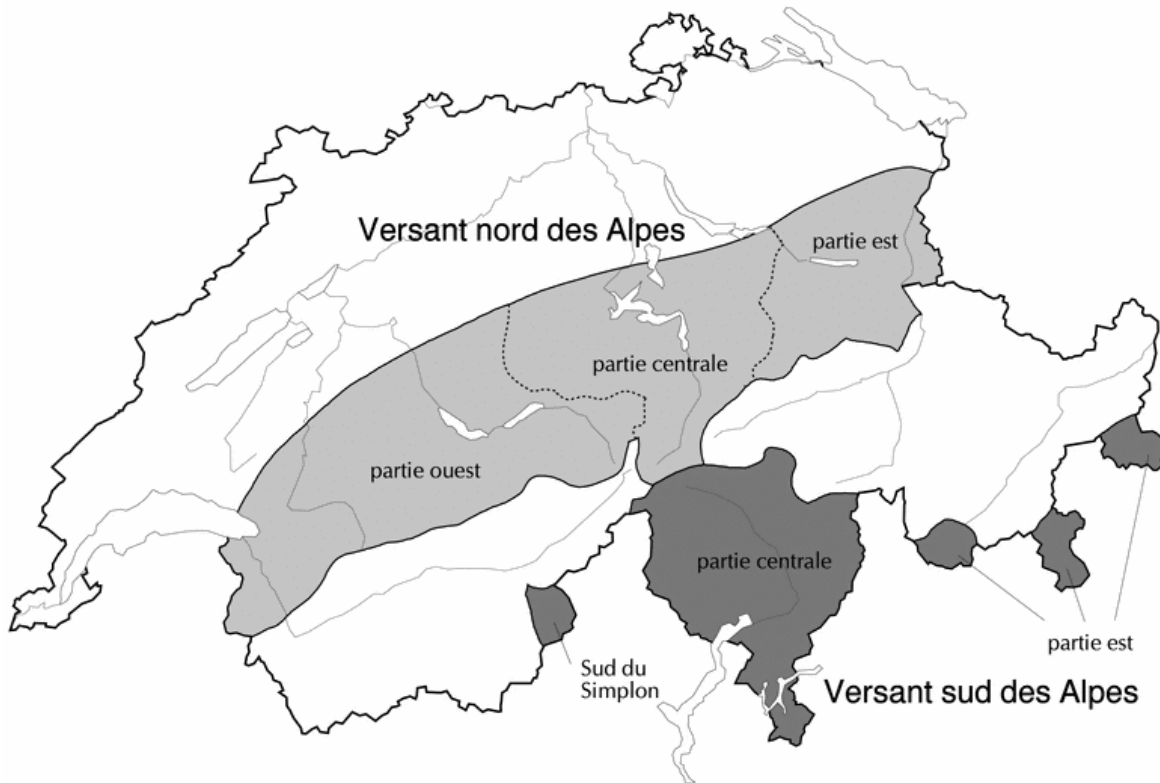 Versant nord des Alpes
partie est
partie centrale
partie ouest
partie centrale
partie est
Sud du
Simplon
Versant sud des Alpes